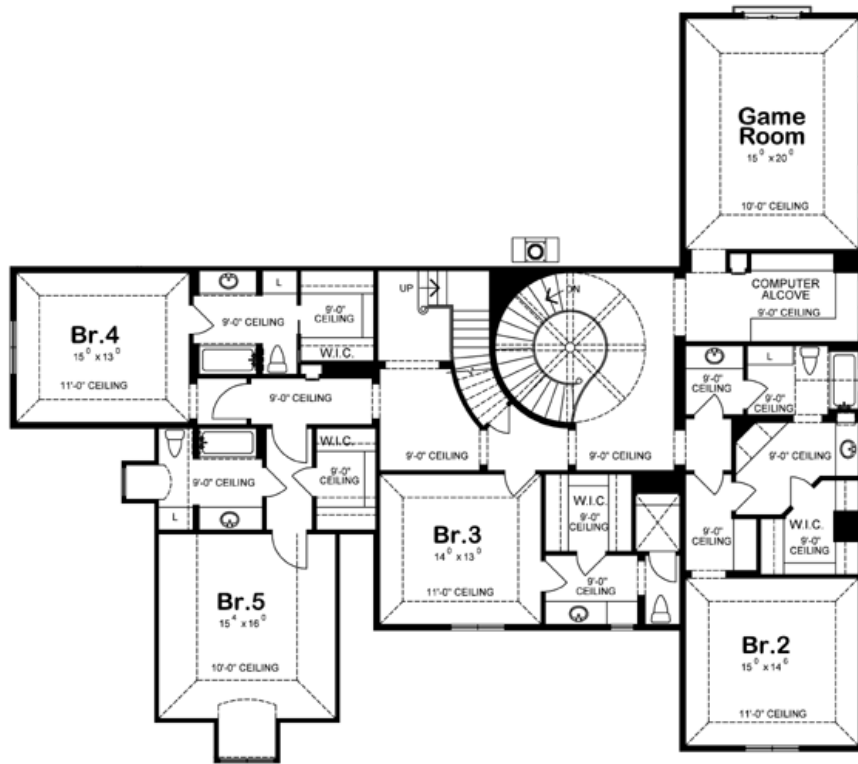 Game
Room
15⁰ x 20⁰
10'-0" CEILING
COMPUTER
ALCOVE
9'-0" CEILING
UP
DN
L
9'-0" CEILING
9'-0"
CEILING
W.I.C.
Br.4
15⁰ x 13⁰
11'-0" CEILING
9'-0" CEILING
9'-0"
CEILING
L
9'-0"
CEILING
9'-0" CEILING
9'-0" CEILING
W.I.C.
9'-0"
CEILING
9'-0" CEILING
L
9'-0" CEILING
W.I.C.
9'-0"
CEILING
Br.3
14⁰ x 13⁰
11'-0" CEILING
W.I.C.
9'-0"
CEILING
9'-0"
CEILING
9'-0"
CEILING
Br.5
15⁴ x 16⁰
10'-0" CEILING
Br.2
15⁰ x 14⁰
11'-0" CEILING